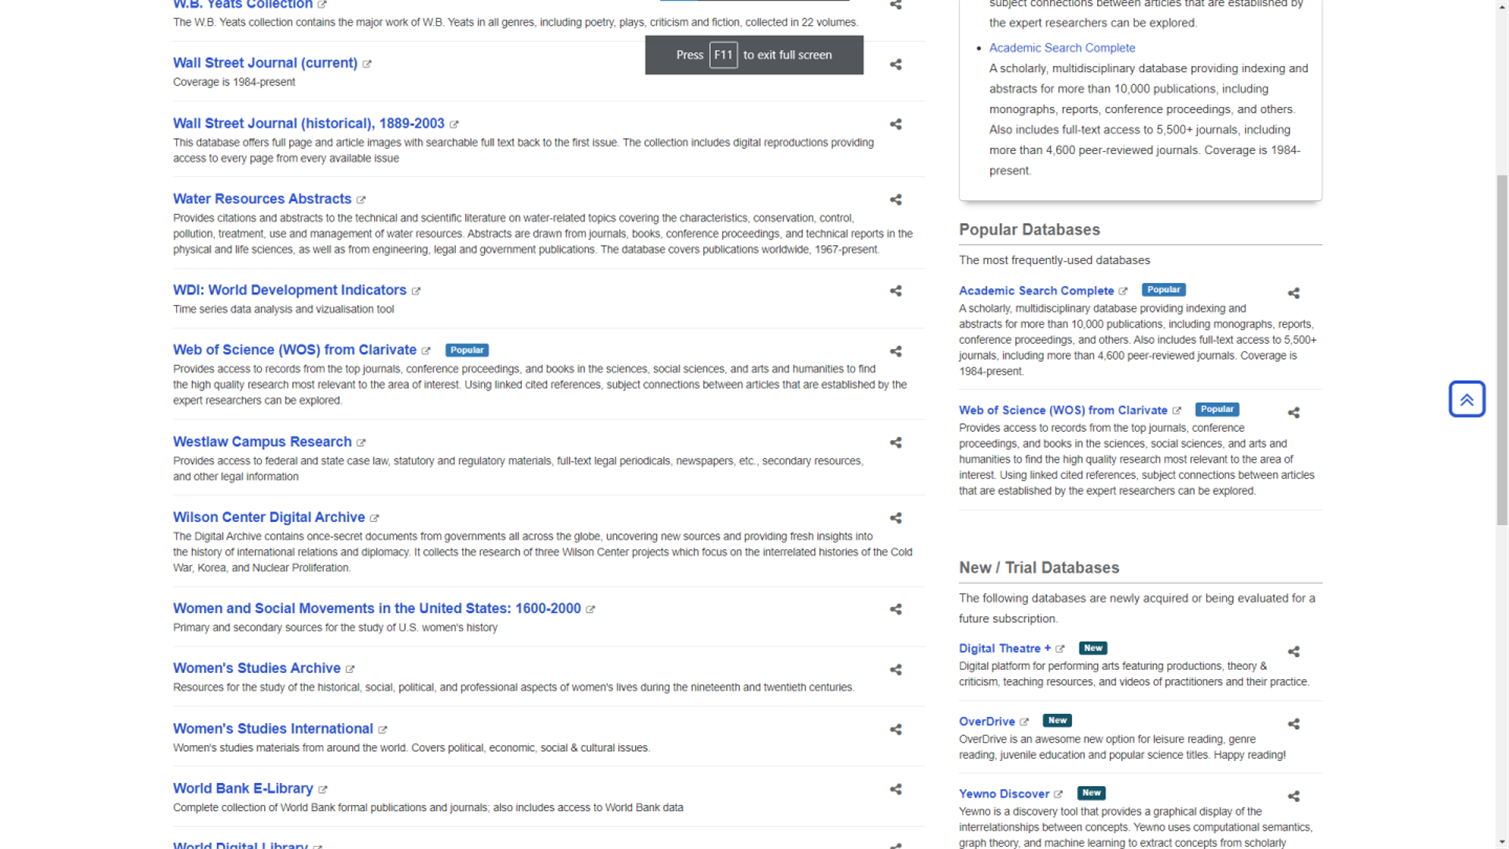 W.B. Yeats Collection
The W.B. Yeats collection contains the major work of W.B. Yeats in all genres, including poetry, plays, criticism and fiction, collected in 22 volumes.
Press F11 to exit full screen
Wall Street Journal (current)
Coverage is 1984-present
Wall Street Journal (historical), 1889-2003
This database offers full page and article images with searchable full text back to the first issue. The collection includes digital reproductions providing
access to every page from every available issue
Water Resources Abstracts
Provides citations and abstracts to the technical and scientific literature on water-related topics covering the characteristics, conservation, control,
pollution, treatment, use and management of water resources. Abstracts are drawn from journals, books, conference proceedings, and technical reports in the
physical and life sciences, as well as from engineering, legal and government publications. The database covers publications worldwide, 1967-present.
WDI: World Development Indicators
Time series data analysis and vizualisation tool
Web of Science (WOS) from Clarivate Popular
Provides access to records from the top journals, conference proceedings, and books in the sciences, social sciences, and arts and humanities to find
the high quality research most relevant to the area of interest. Using linked cited references, subject connections between articles that are established by the
expert researchers can be explored.
Westlaw Campus Research
Provides access to federal and state case law, statutory and regulatory materials, full-text legal periodicals, newspapers, etc., secondary resources,
and other legal information
Wilson Center Digital Archive
The Digital Archive contains once-secret documents from governments all across the globe, uncovering new sources and providing fresh insights into
the history of international relations and diplomacy. It collects the research of three Wilson Center projects which focus on the interrelated histories of the Cold
War, Korea, and Nuclear Proliferation.
Women and Social Movements in the United States: 1600-2000
Primary and secondary sources for the study of U.S. women's history
Women's Studies Archive
Resources for the study of the historical, social, political, and professional aspects of women's lives during the nineteenth and twentieth centuries.
Women's Studies International
Women's studies materials from around the world. Covers political, economic, social & cultural issues.
World Bank E-Library
Complete collection of World Bank formal publications and journals; also includes access to World Bank data
World Digital Library
subject connections between articles that are established by
the expert researchers can be explored.
Academic Search Complete
A scholarly, multidisciplinary database providing indexing and
abstracts for more than 10,000 publications, including
monographs, reports, conference proceedings, and others.
Also includes full-text access to 5,500+ journals, including
more than 4,600 peer-reviewed journals. Coverage is 1984-
present.
Popular Databases
The most frequently-used databases
Academic Search Complete Popular
A scholarly, multidisciplinary database providing indexing and
abstracts for more than 10,000 publications, including monographs, reports,
conference proceedings, and others. Also includes full-text access to 5,500+
journals, including more than 4,600 peer-reviewed journals. Coverage is
1984-present.
Web of Science (WOS) from Clarivate Popular
Provides access to records from the top journals, conference
proceedings, and books in the sciences, social sciences, and arts and
humanities to find the high quality research most relevant to the area of
interest. Using linked cited references, subject connections between articles
that are established by the expert researchers can be explored.
New / Trial Databases
The following databases are newly acquired or being evaluated for a
future subscription.
Digital Theatre + New
Digital platform for performing arts featuring productions, theory &
criticism, teaching resources, and videos of practitioners and their practice.
OverDrive New
OverDrive is an awesome new option for leisure reading, genre
reading, juvenile education and popular science titles. Happy reading!
Yewno Discover New
Yewno is a discovery tool that provides a graphical display of the
interrelationships between concepts. Yewno uses computational semantics,
graph theory, and machine learning to extract concepts from scholarly